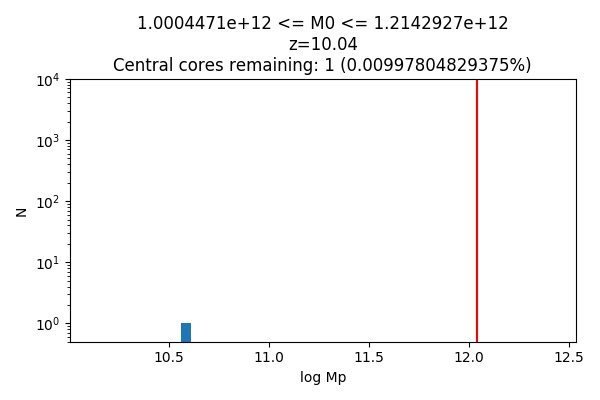 1.0004471e+12 <= M0 <= 1.2142927e+12
z=10.04
Central cores remaining: 1 (0.00997804829375%)
10^4
10^3
10^2
10^1
10^0
N
10.5 11.0 11.5 12.0 12.5
log Mp